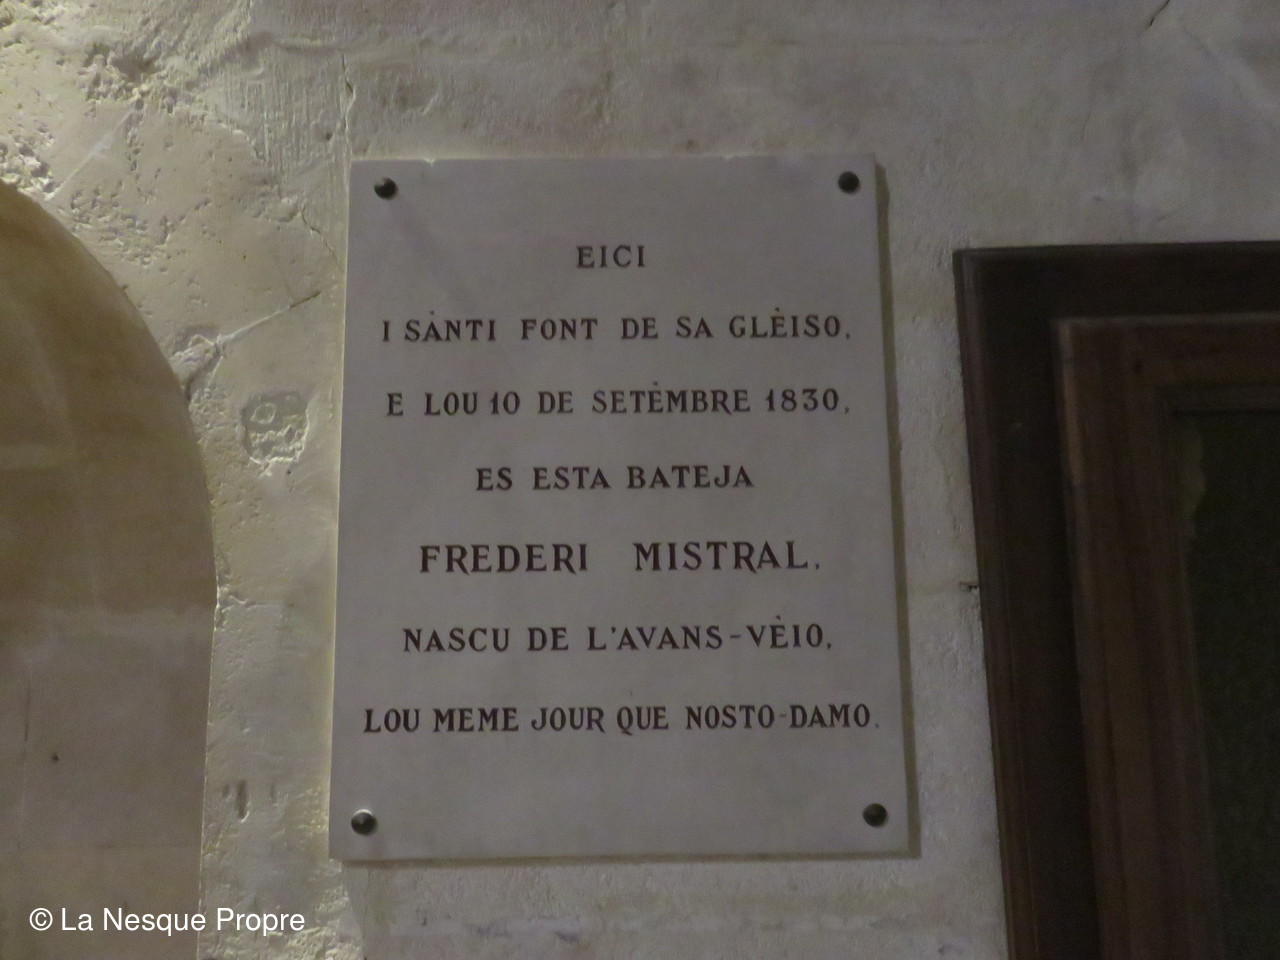 EICI
I SÀNTI FONT DE SA GLÈISO,
E LOU 10 DE SETÈMBRE 1830,
ES ESTA BATEJA
FREDERI MISTRAL,
NASCU DE L'AVANS-VÈIO,
LOU MEME JOUR QUE NOSTO-DAMO.
© La Nesque Propre